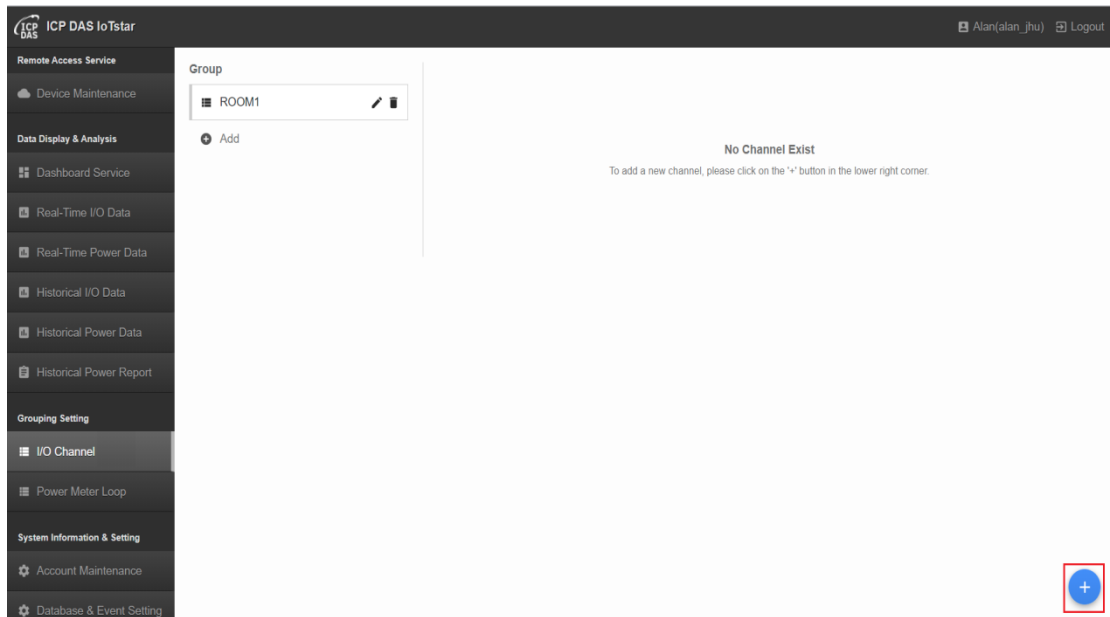 ICP DAS
ICP DAS IoTstar
Alan(alan_jhu)
Logout
Remote Access Service
Device Maintenance
Data Display & Analysis
Dashboard Service
Real-Time I/O Data
Real-Time Power Data
Historical I/O Data
Historical Power Data
Historical Power Report
Grouping Setting
I/O Channel
Power Meter Loop
System Information & Setting
Account Maintenance
Database & Event Setting
Group
ROOM1
Add
No Channel Exist
To add a new channel, please click on the '+' button in the lower right corner.
+